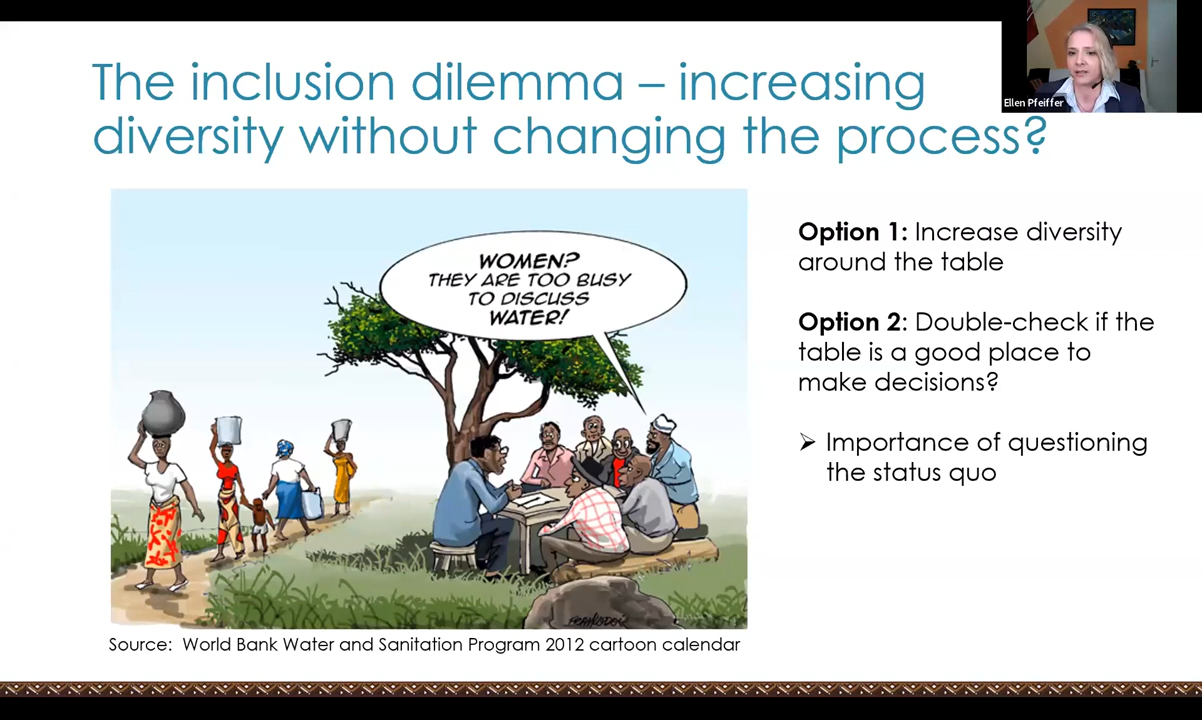 The inclusion dilemma – increasing
diversity without changing the process?
Ellen Pfeiffer
WOMEN?
THEY ARE TOO BUSY
TO DISCUSS
WATER!
Option 1: Increase diversity
around the table
Option 2: Double-check if the
table is a good place to
make decisions?
➢ Importance of questioning
the status quo
Source: World Bank Water and Sanitation Program 2012 cartoon calendar